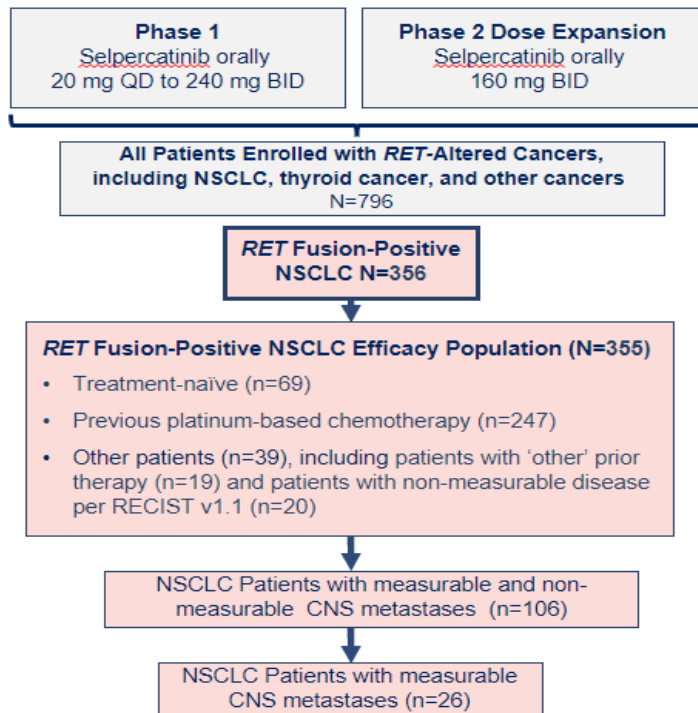 Phase 1
Selpercatinib orally
20 mg QD to 240 mg BID
Phase 2 Dose Expansion
Selpercatinib orally
160 mg BID
All Patients Enrolled with RET-Altered Cancers,
including NSCLC, thyroid cancer, and other cancers
N=796
RET Fusion-Positive
NSCLC N=356
RET Fusion-Positive NSCLC Efficacy Population (N=355)
• Treatment-naïve (n=69)
• Previous platinum-based chemotherapy (n=247)
• Other patients (n=39), including patients with ‘other’ prior
therapy (n=19) and patients with non-measurable disease
per RECIST v1.1 (n=20)
NSCLC Patients with measurable and non-
measurable CNS metastases (n=106)
NSCLC Patients with measurable
CNS metastases (n=26)